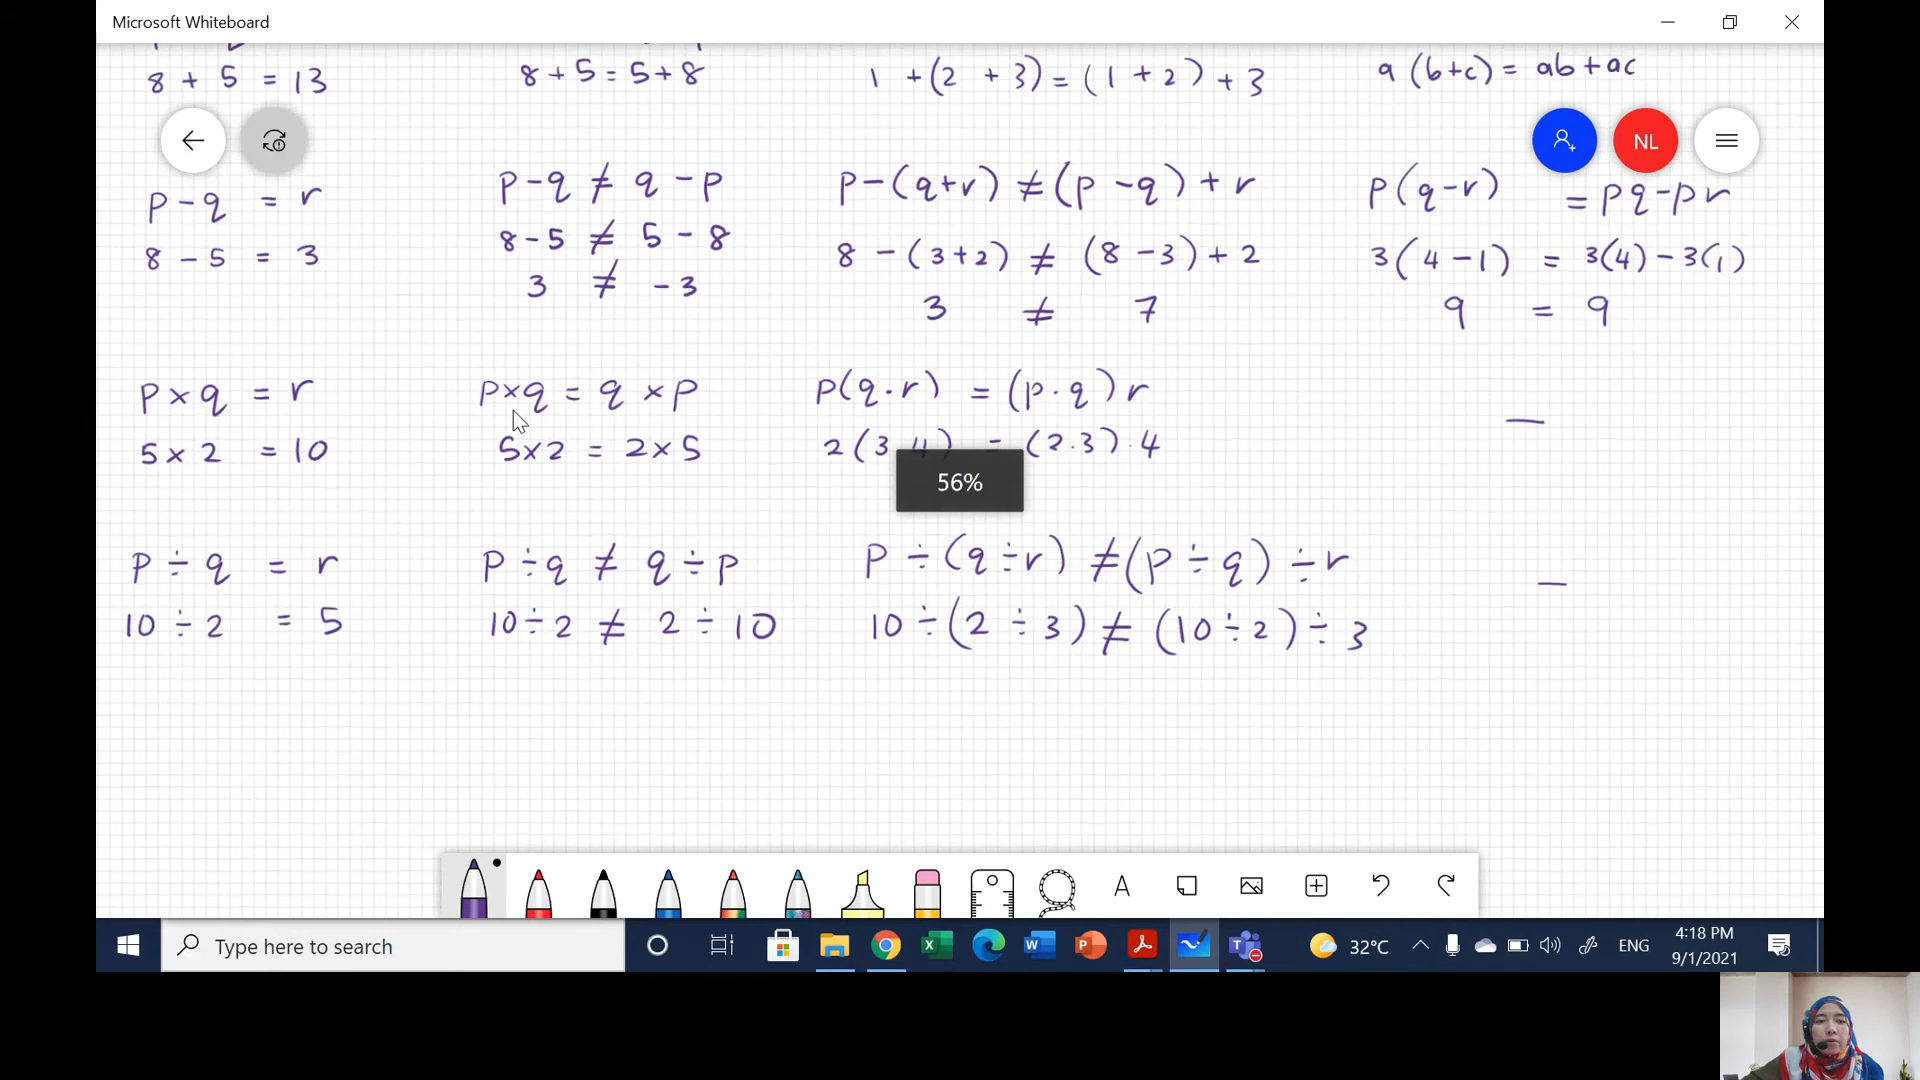 Microsoft Whiteboard
8 + 5 = 13
8+5 = 5+8
1 +(2 +3) = (1+2) +3
a (b+c) = ab+ac
NL
p-q = r
p-q ≠ q-p
p-(q+r) ≠ (p-q)+r
p(q-r) = pq-pr
8-5 = 3
8-5 ≠ 5-8
8-(3+2) ≠ (8-3)+2
3(4-1) = 3(4)-3(1)
3 ≠ -3
3 ≠ 7
9 = 9
p×q = r
p×q = q×p
p(q·r) = (p·q)r
—
5×2 = 10
5×2 = 2×5
2(3 4) = (2·3)·4
56%
p÷q = r
p÷q ≠ q÷p
p÷(q÷r) ≠ (p÷q)÷r
—
10÷2 = 5
10÷2 ≠ 2÷10
10÷(2÷3) ≠ (10÷2)÷3
A
Type here to search
32°C
ENG
4:18 PM
9/1/2021